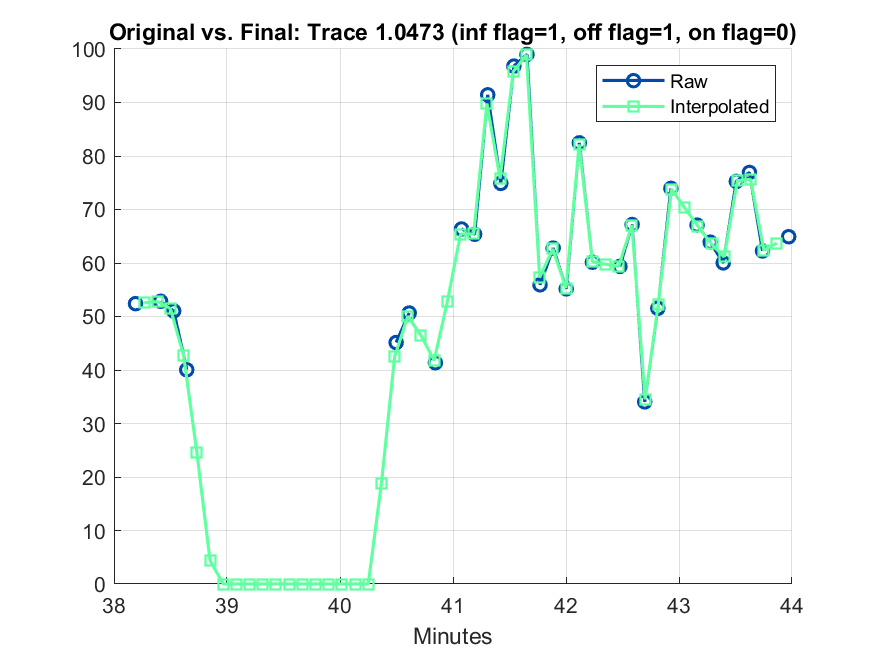 Original vs. Final: Trace 1.0473 (inf flag=1, off flag=1, on flag=0)
100
90
80
70
60
50
40
30
20
10
0
Raw
Interpolated
38 39 40 41 42 43 44
Minutes